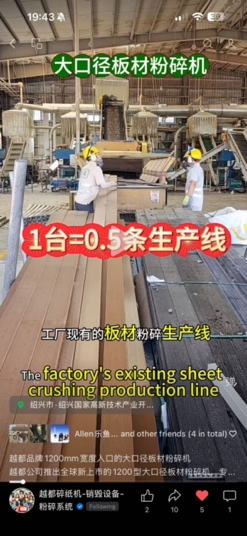 19:43
大口径板材粉碎机
1台=0.5条生产线
工厂现有的板材粉碎生产线
The factory's existing sheet
crushing production line
绍兴市·绍兴国家高新技术产业开...
Allen乐鱼... and other friends (4 in total)
越都品牌1200mm宽度入口的大口径板材粉碎机
越都公司推出全球新上市的1200型大口径板材粉碎机，专...
越都碎纸机-销毁设备-
粉碎系统 Following
14 10 5 1